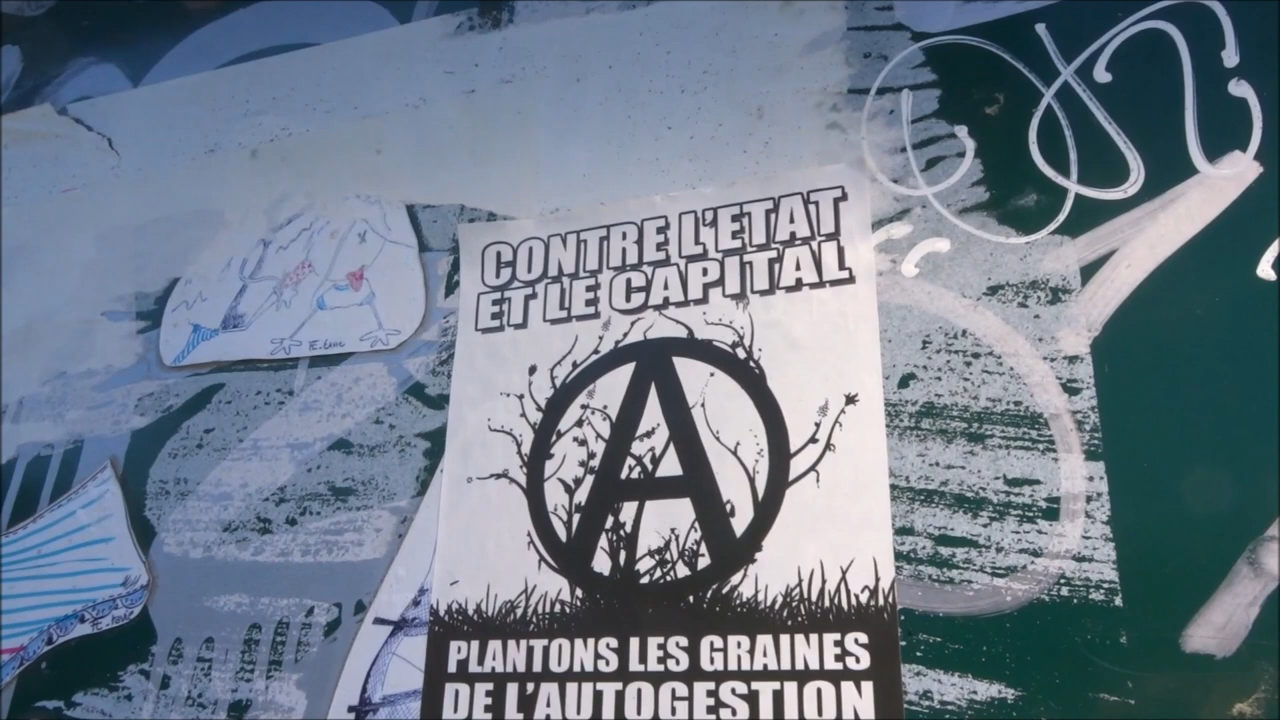 CONTRE L'ETAT
ET LE CAPITAL
A
PLANTONS LES GRAINES
DE L'AUTOGESTION